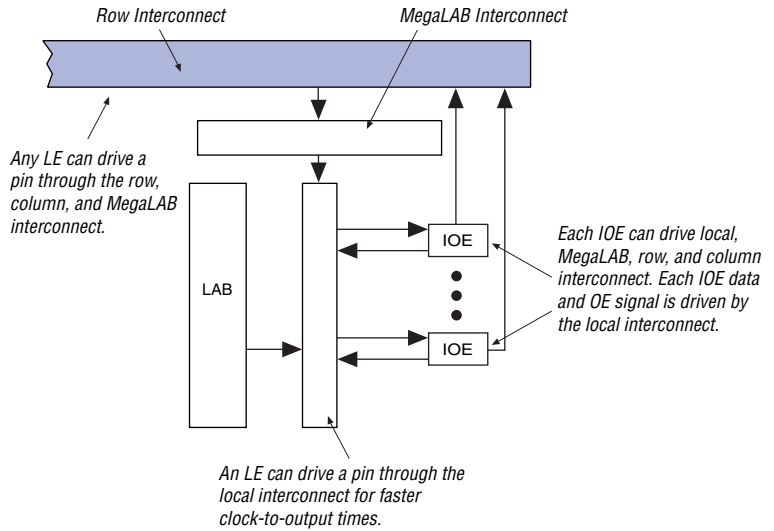 Row Interconnect
MegaLAB Interconnect
Any LE can drive a
pin through the row,
column, and MegaLAB
interconnect.
LAB
IOE
IOE
Each IOE can drive local,
MegaLAB, row, and column
interconnect. Each IOE data
and OE signal is driven by
the local interconnect.
An LE can drive a pin through the
local interconnect for faster
clock-to-output times.